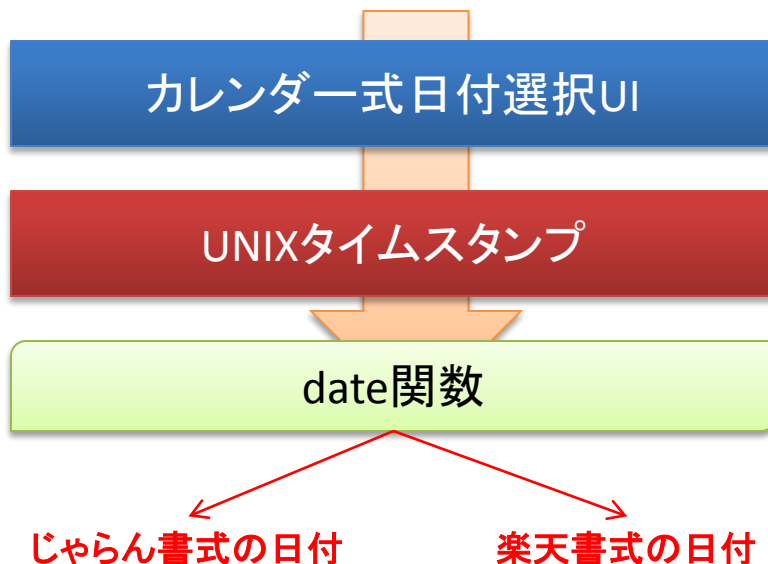 カレンダー式日付選択UI
UNIXタイムスタンプ
date関数
じゃらん書式の日付
楽天書式の日付